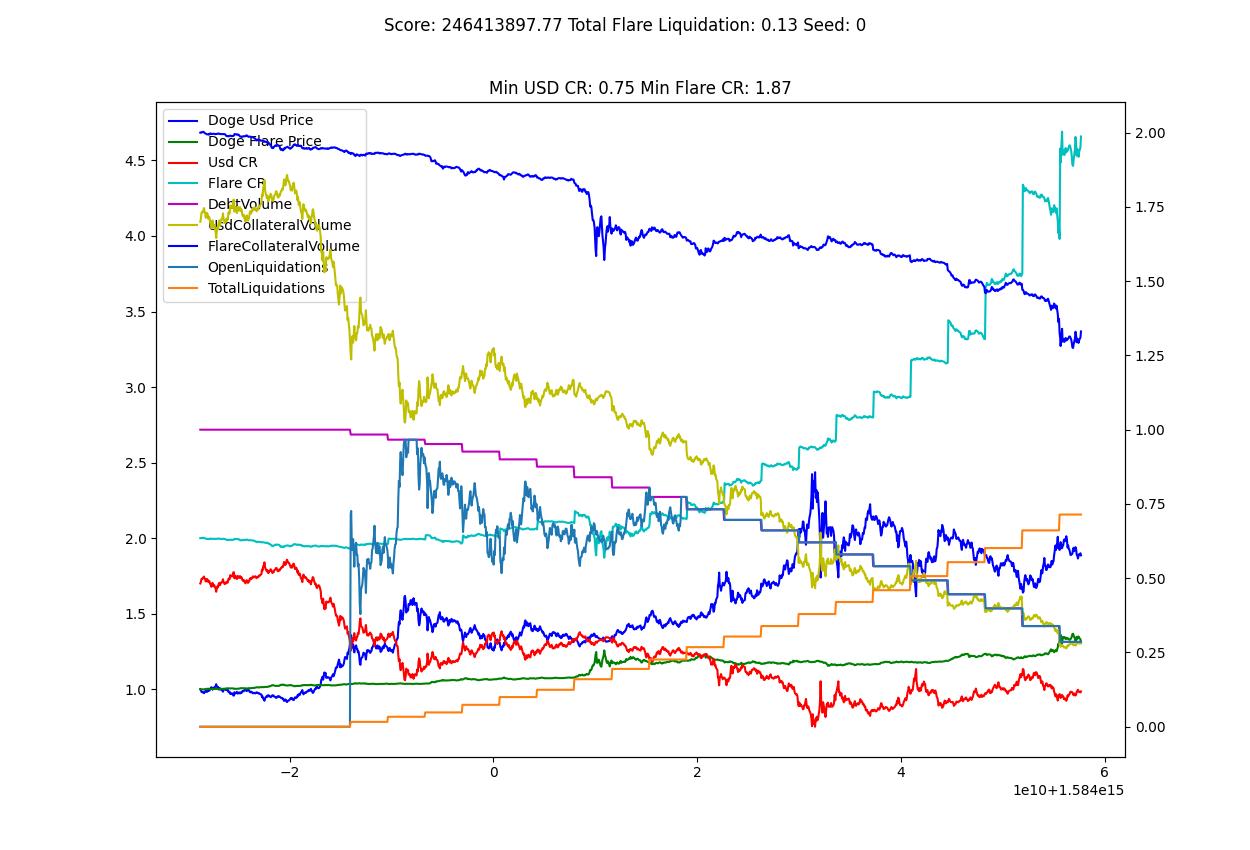 Score: 246413897.77 Total Flare Liquidation: 0.13 Seed: 0
Min USD CR: 0.75 Min Flare CR: 1.87
Doge Usd Price
Doge Flare Price
Usd CR
Flare CR
DebtVolume
UsdCollateralVolume
FlareCollateralVolume
OpenLiquidations
TotalLiquidations
4.5
4.0
3.5
3.0
2.5
2.0
1.5
1.0
2.00
1.75
1.50
1.25
1.00
0.75
0.50
0.25
0.00
−2
0
2
4
6
1e10+1.584e15